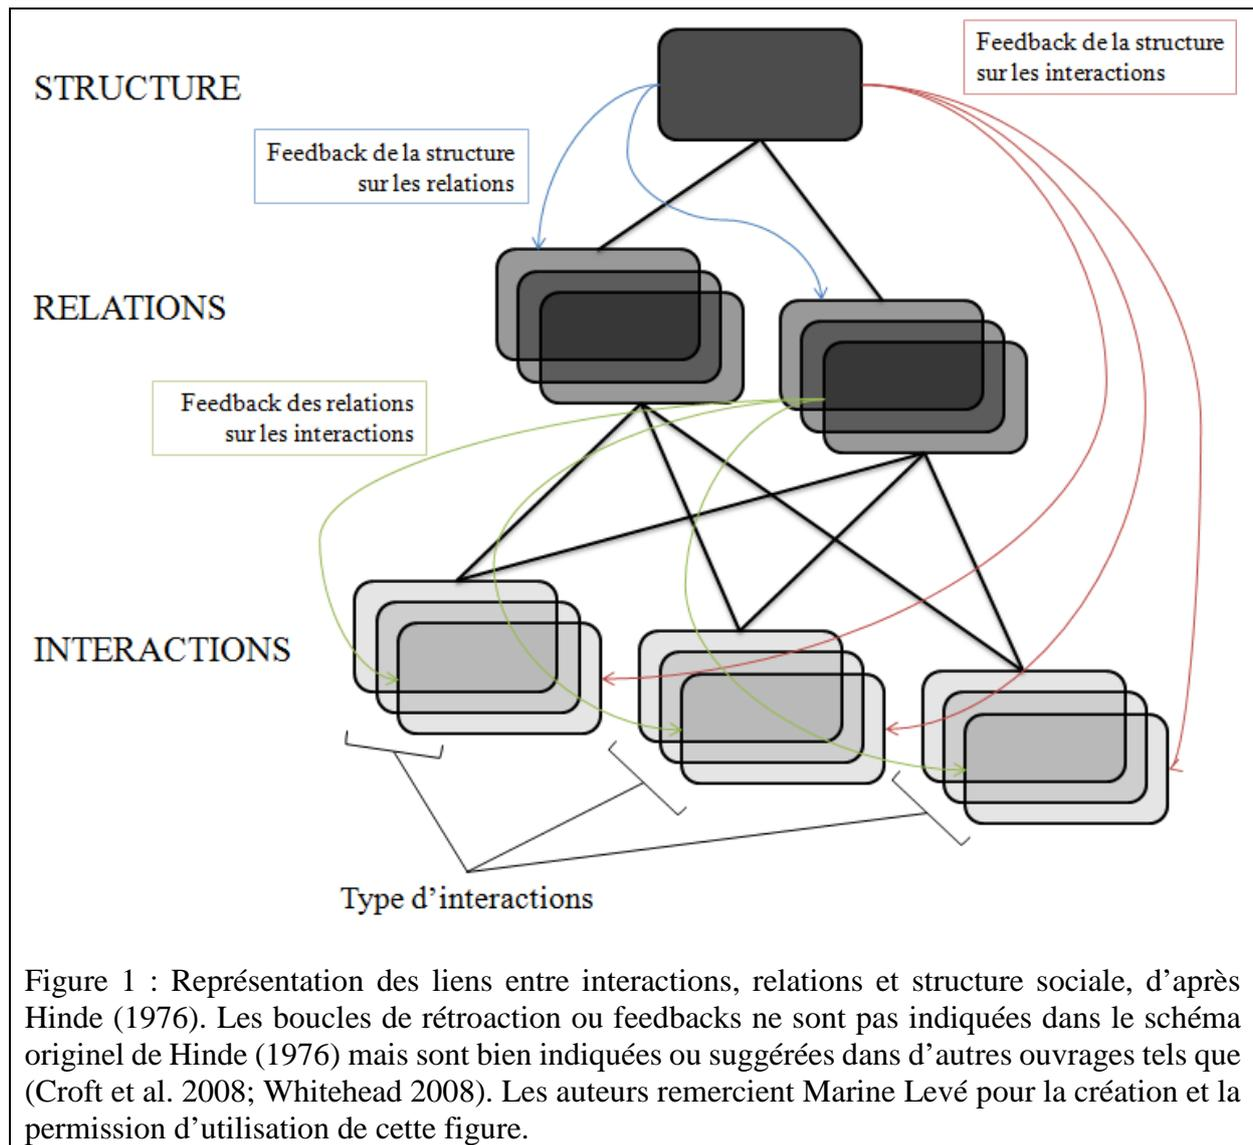 Feedback de la structure
sur les interactions
STRUCTURE
Feedback de la structure
sur les relations
RELATIONS
Feedback des relations
sur les interactions
INTERACTIONS
Type d’interactions
Figure 1 : Représentation des liens entre interactions, relations et structure sociale, d’après
Hinde (1976). Les boucles de rétroaction ou feedbacks ne sont pas indiquées dans le schéma
originel de Hinde (1976) mais sont bien indiquées ou suggérées dans d’autres ouvrages tels que
(Croft et al. 2008; Whitehead 2008). Les auteurs remercient Marine Levé pour la création et la
permission d’utilisation de cette figure.